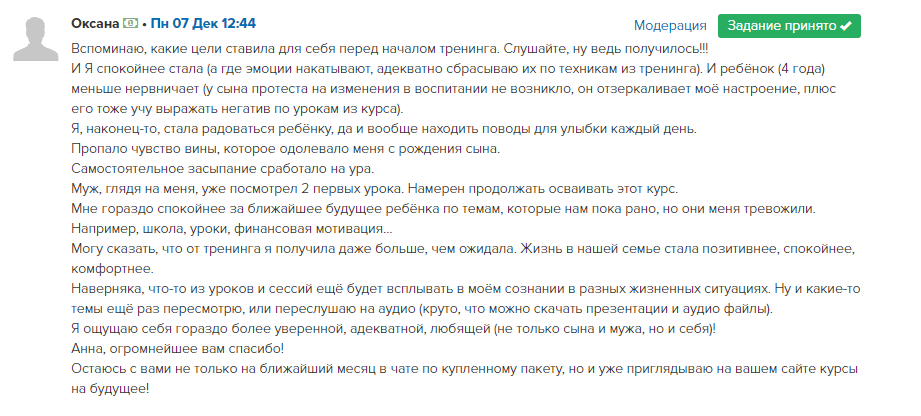 Оксана • Пн 07 Дек 12:44
Модерация
Задание принято
Вспоминаю, какие цели ставила для себя перед началом тренинга. Слушайте, ну ведь получилось!!!
И Я спокойнее стала (а где эмоции накатывают, адекватно сбрасываю их по техникам из тренинга). И ребёнок (4 года)
меньше нервничает (у сына протеста на изменения в воспитании не возникло, он отзеркаливает моё настроение, плюс
его тоже учу выражать негатив по урокам из курса).
Я, наконец-то, стала радоваться ребёнку, да и вообще находить поводы для улыбки каждый день.
Пропало чувство вины, которое одолевало меня с рождения сына.
Самостоятельное засыпание сработало на ура.
Муж, глядя на меня, уже посмотрел 2 первых урока. Намерен продолжать осваивать этот курс.
Мне гораздо спокойнее за ближайшее будущее ребёнка по темам, которые нам пока рано, но они меня тревожили.
Например, школа, уроки, финансовая мотивация...
Могу сказать, что от тренинга я получила даже больше, чем ожидала. Жизнь в нашей семье стала позитивнее, спокойнее,
комфортнее.
Наверняка, что-то из уроков и сессий ещё будет всплывать в моём сознании в разных жизненных ситуациях. Ну и какие-то
темы ещё раз пересмотрю, или переслушаю на аудио (круто, что можно скачать презентации и аудио файлы).
Я ощущаю себя гораздо более уверенной, адекватной, любящей (не только сына и мужа, но и себя)!
Анна, огромнейшее вам спасибо!
Остаюсь с вами не только на ближайший месяц в чате по купленному пакету, но и уже приглядываю на вашем сайте курсы
на будущее!